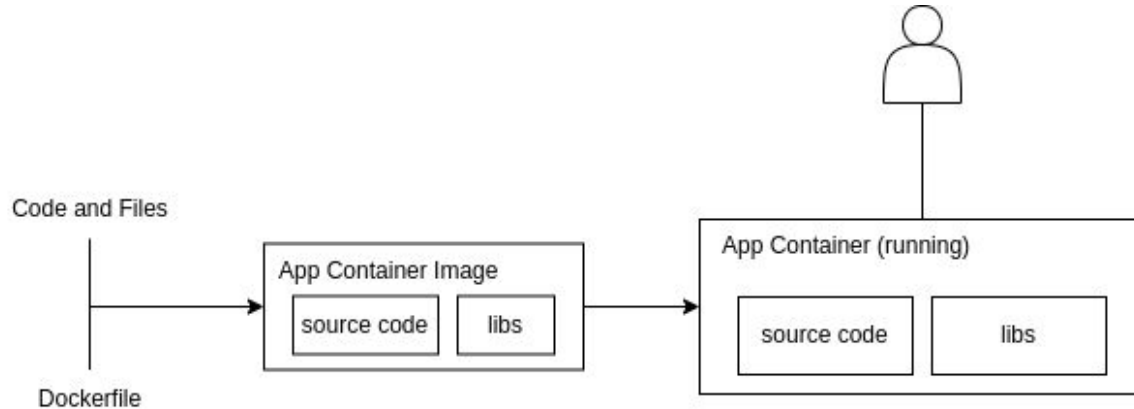 Code and Files
Dockerfile
App Container Image
source code
libs
App Container (running)
source code
libs